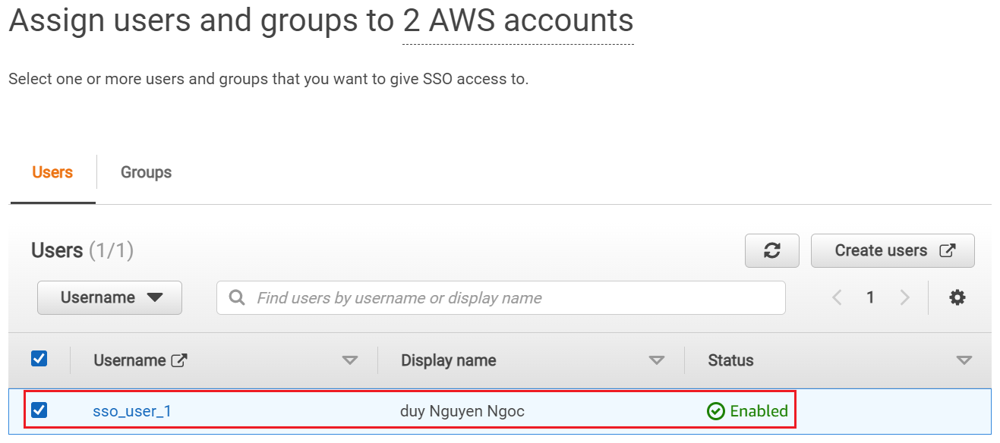 Assign users and groups to 2 AWS accounts
Select one or more users and groups that you want to give SSO access to.
Users Groups
Users (1/1) Create users
Username Find users by username or display name 1
Username Display name Status
sso_user_1 duy Nguyen Ngoc Enabled